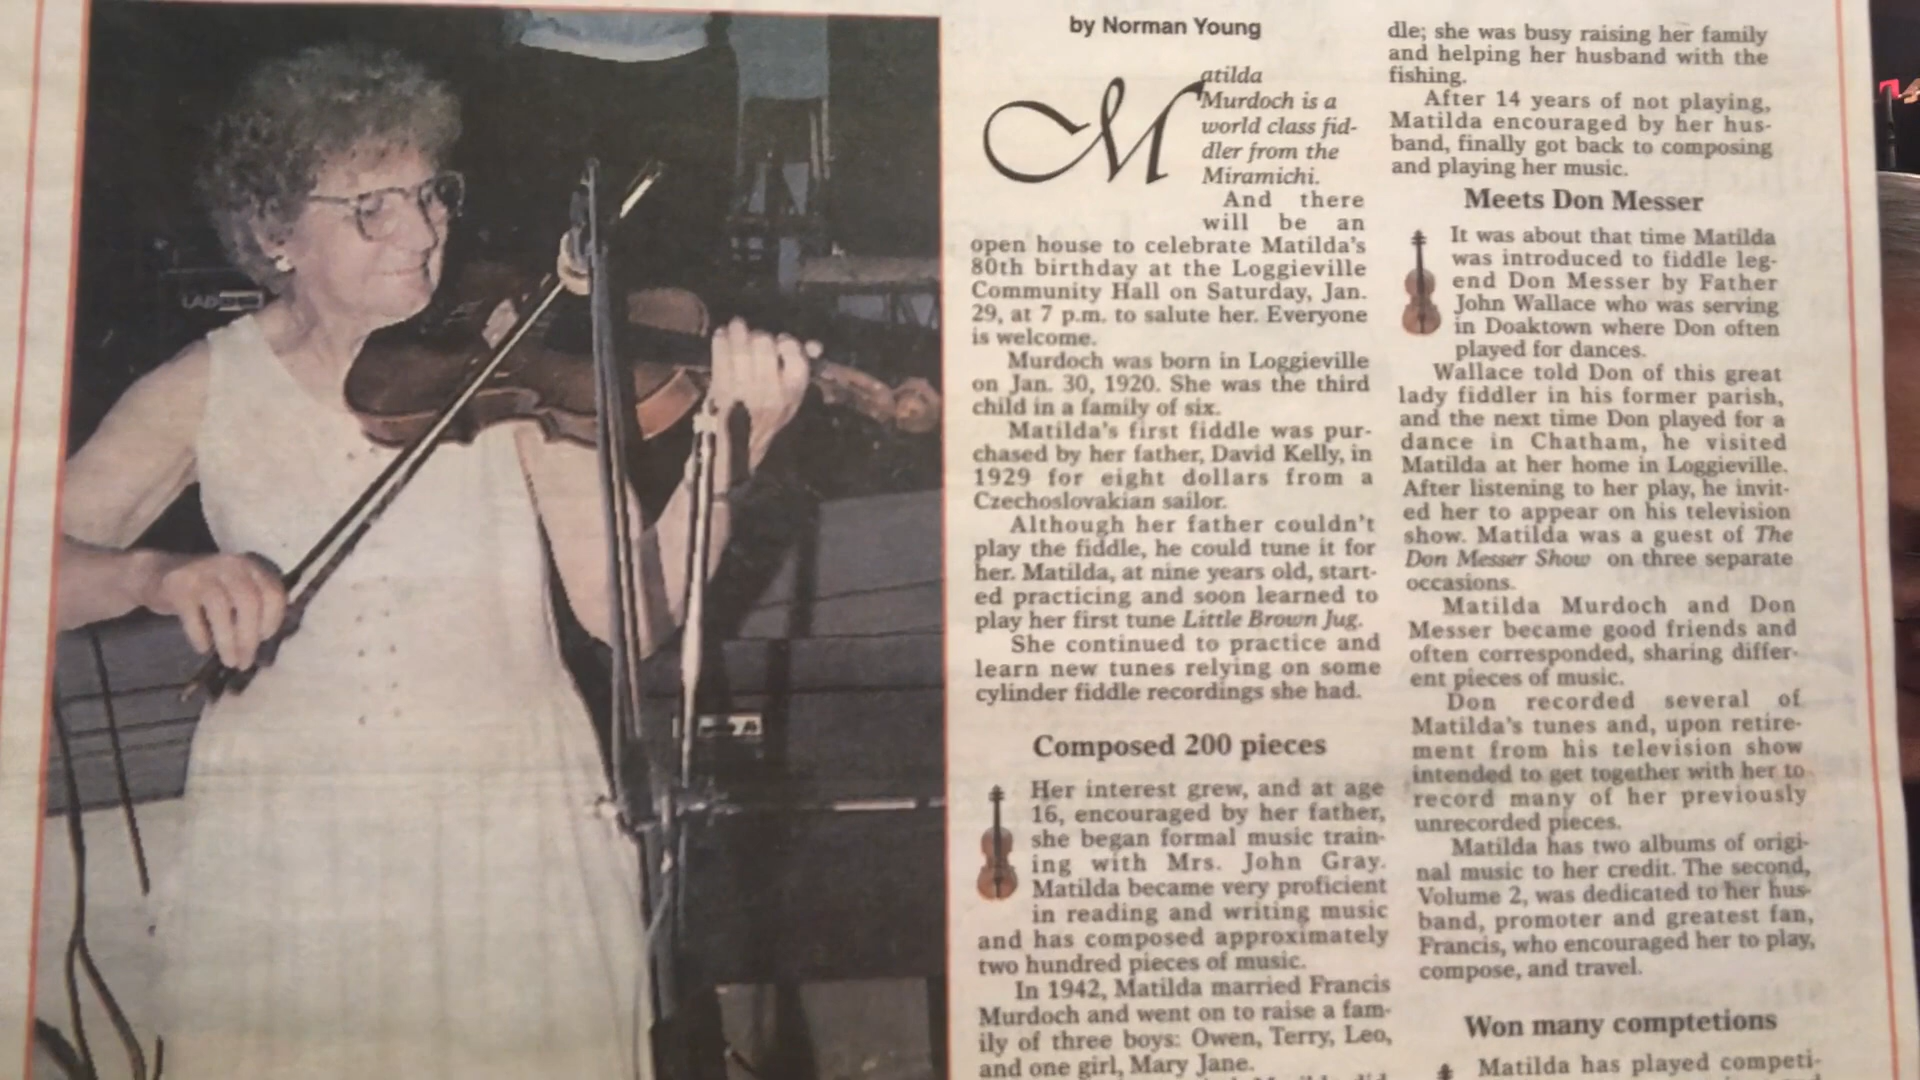 by Norman Young
Matilda
Murdoch is a
world class fid-
dler from the
Miramichi.
And there
will be an
open house to celebrate Matilda's
80th birthday at the Loggieville
Community Hall on Saturday, Jan.
29, at 7 p.m. to salute her. Everyone
is welcome.
Murdoch was born in Loggieville
on Jan. 30, 1920. She was the third
child in a family of six.
Matilda's first fiddle was pur-
chased by her father, David Kelly, in
1929 for eight dollars from a
Czechoslovakian sailor.
Although her father couldn't
play the fiddle, he could tune it for
her. Matilda, at nine years old, start-
ed practicing and soon learned to
play her first tune Little Brown Jug.
She continued to practice and
learn new tunes relying on some
cylinder fiddle recordings she had.
Composed 200 pieces
Her interest grew, and at age
16, encouraged by her father,
she began formal music train-
ing with Mrs. John Gray.
Matilda became very proficient
in reading and writing music
and has composed approximately
two hundred pieces of music.
In 1942, Matilda married Francis
Murdoch and went on to raise a fam-
ily of three boys: Owen, Terry, Leo,
and one girl, Mary Jane.
dle; she was busy raising her family
and helping her husband with the
fishing.
After 14 years of not playing,
Matilda encouraged by her hus-
band, finally got back to composing
and playing her music.
Meets Don Messer
It was about that time Matilda
was introduced to fiddle leg-
end Don Messer by Father
John Wallace who was serving
in Doaktown where Don often
played for dances.
Wallace told Don of this great
lady fiddler in his former parish,
and the next time Don played for a
dance in Chatham, he visited
Matilda at her home in Loggieville.
After listening to her play, he invit-
ed her to appear on his television
show. Matilda was a guest of The
Don Messer Show on three separate
occasions.
Matilda Murdoch and Don
Messer became good friends and
often corresponded, sharing differ-
ent pieces of music.
Don recorded several of
Matilda's tunes and, upon retire-
ment from his television show
intended to get together with her to
record many of her previously
unrecorded pieces.
Matilda has two albums of origi-
nal music to her credit. The second,
Volume 2, was dedicated to her hus-
band, promoter and greatest fan,
Francis, who encouraged her to play,
compose, and travel.
Won many comptetions
Matilda has played competi-